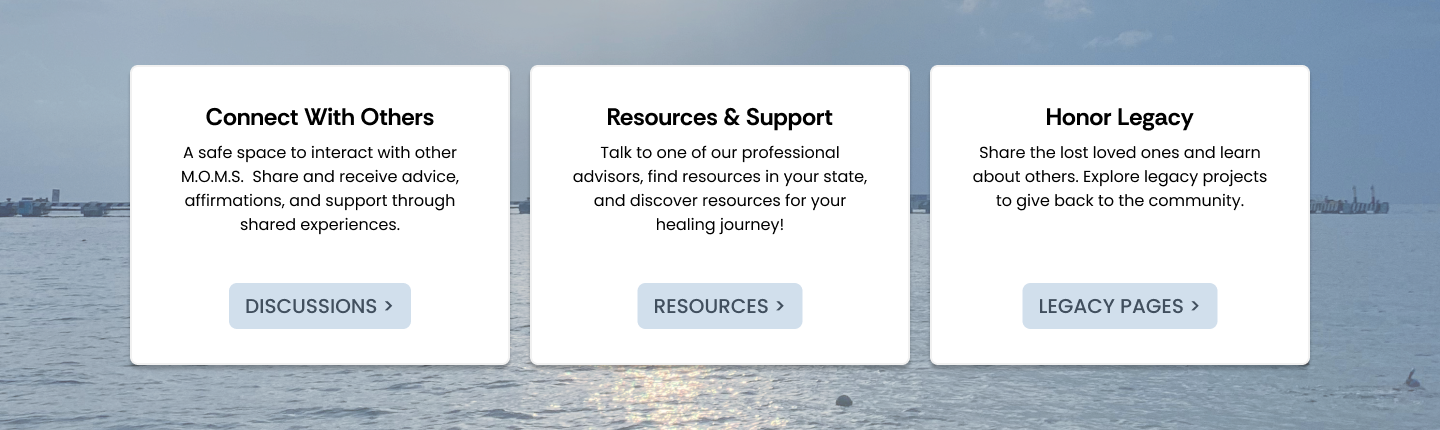 Connect With Others
A safe space to interact with other
M.O.M.S.  Share and receive advice,
affirmations, and support through
shared experiences.
DISCUSSIONS >
Resources & Support
Talk to one of our professional
advisors, find resources in your state,
and discover resources for your
healing journey!
RESOURCES >
Honor Legacy
Share the lost loved ones and learn
about others. Explore legacy projects
to give back to the community.
LEGACY PAGES >